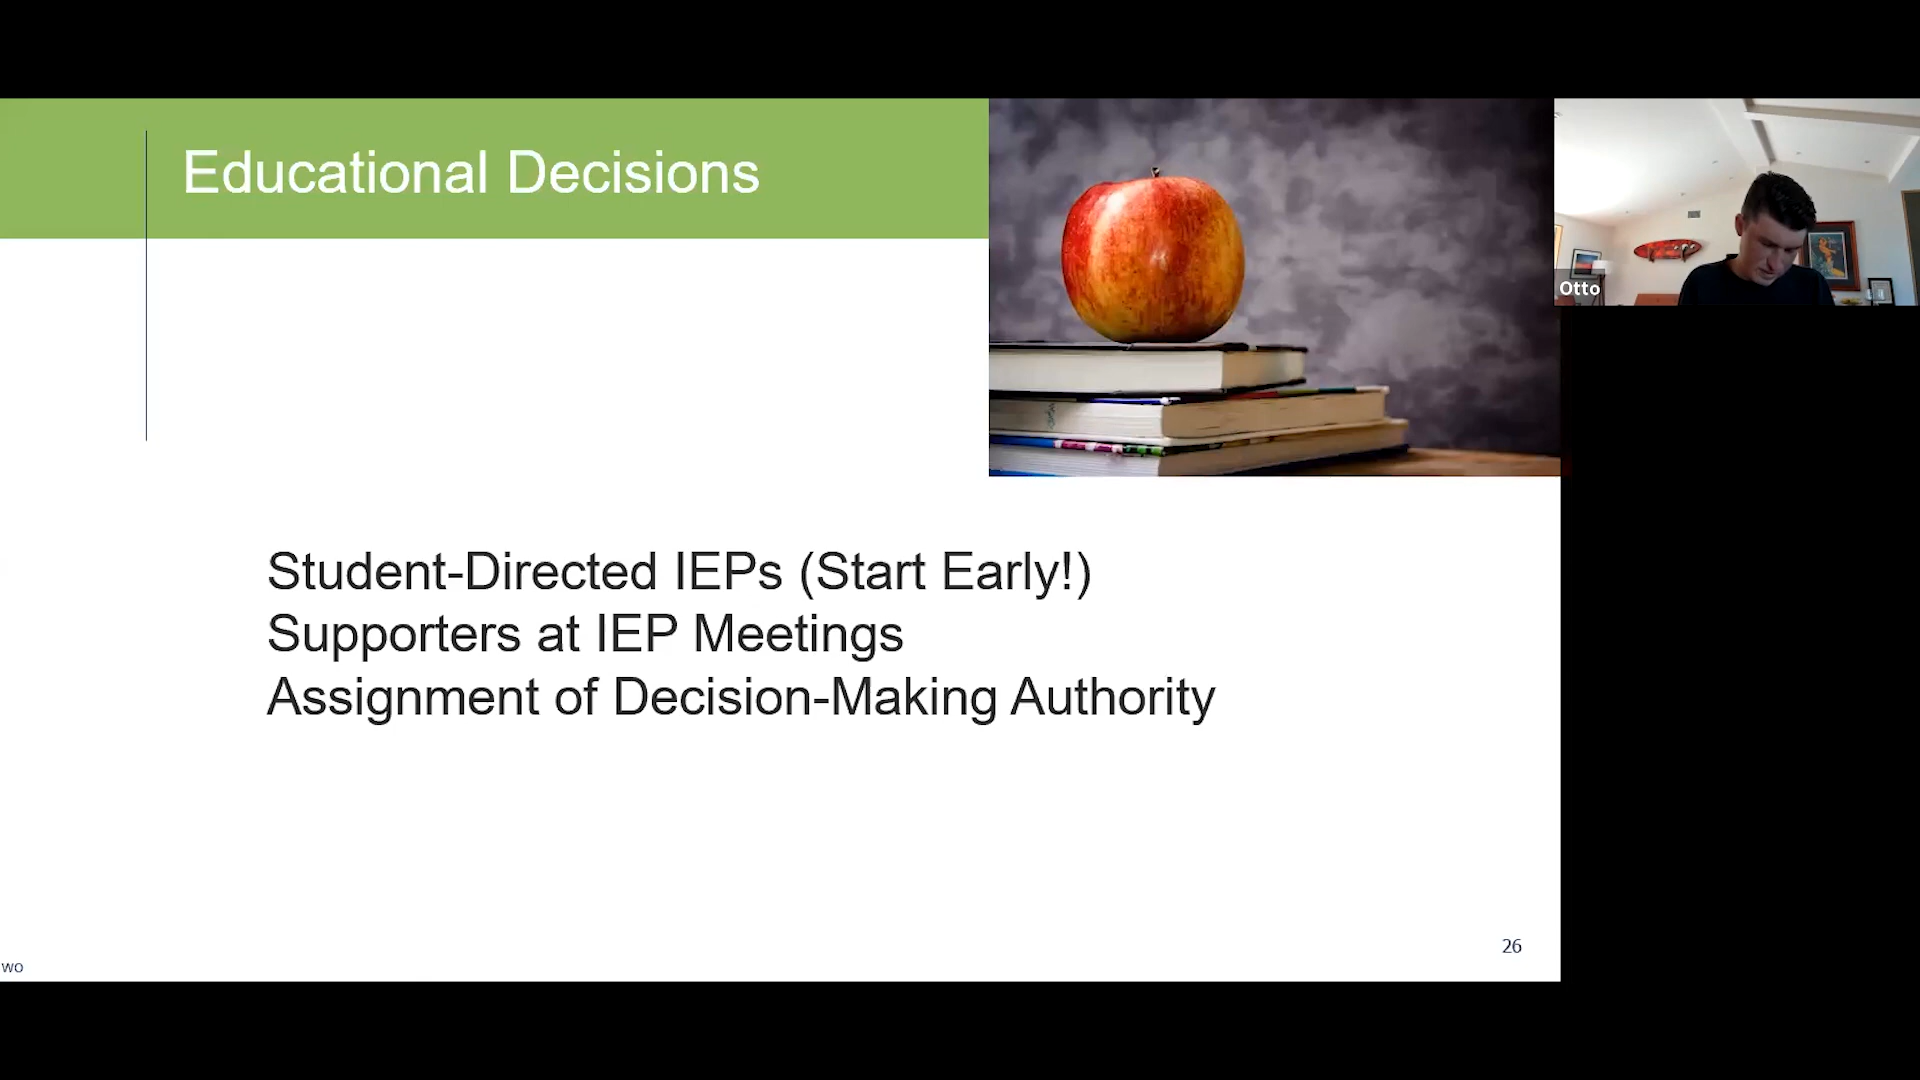 Educational Decisions
Otto
Student-Directed IEPs (Start Early!)
Supporters at IEP Meetings
Assignment of Decision-Making Authority
26
wo